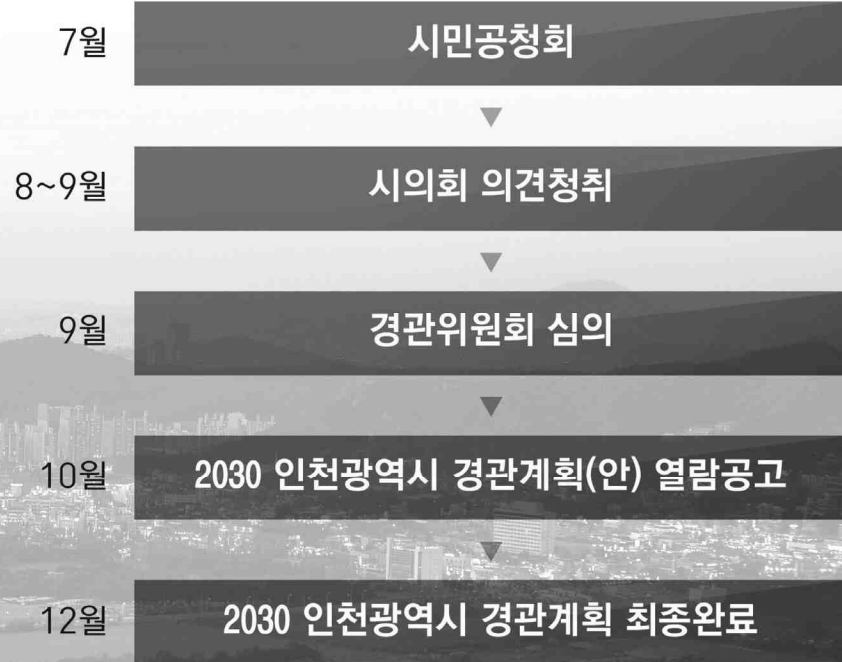 7월 시민공청회
8~9월 시의회 의견청취
9월 경관위원회 심의
10월 2030 인천광역시 경관계획(안) 열람공고
12월 2030 인천광역시 경관계획 최종완료